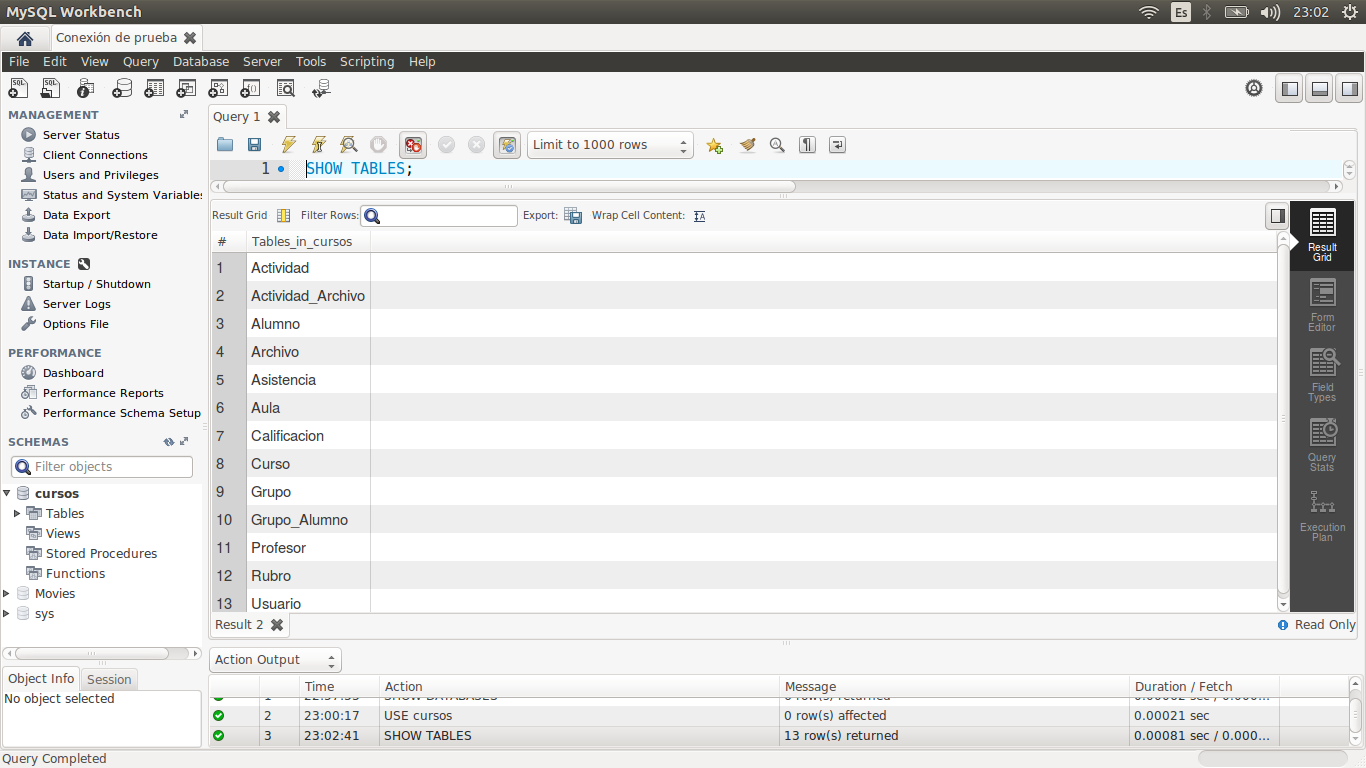 MySQL Workbench
Es
23:02
Conexión de prueba
File Edit View Query Database Server Tools Scripting Help
MANAGEMENT
Server Status
Client Connections
Users and Privileges
Status and System Variables
Data Export
Data Import/Restore
INSTANCE
Startup / Shutdown
Server Logs
Options File
PERFORMANCE
Dashboard
Performance Reports
Performance Schema Setup
SCHEMAS
Filter objects
cursos
Tables
Views
Stored Procedures
Functions
Movies
sys
Object Info Session
No object selected
Query 1
Limit to 1000 rows
1 SHOW TABLES;
Result Grid Filter Rows: Export: Wrap Cell Content:
# Tables_in_cursos
1 Actividad
2 Actividad_Archivo
3 Alumno
4 Archivo
5 Asistencia
6 Aula
7 Calificacion
8 Curso
9 Grupo
10 Grupo_Alumno
11 Profesor
12 Rubro
13 Usuario
Result
Grid
Form
Editor
Field
Types
Query
Stats
Execution
Plan
Result 2
Read Only
Action Output
Time Action Message Duration / Fetch
2 23:00:17 USE cursos 0 row(s) affected 0.00021 sec
3 23:02:41 SHOW TABLES 13 row(s) returned 0.00081 sec / 0.000...
Query Completed